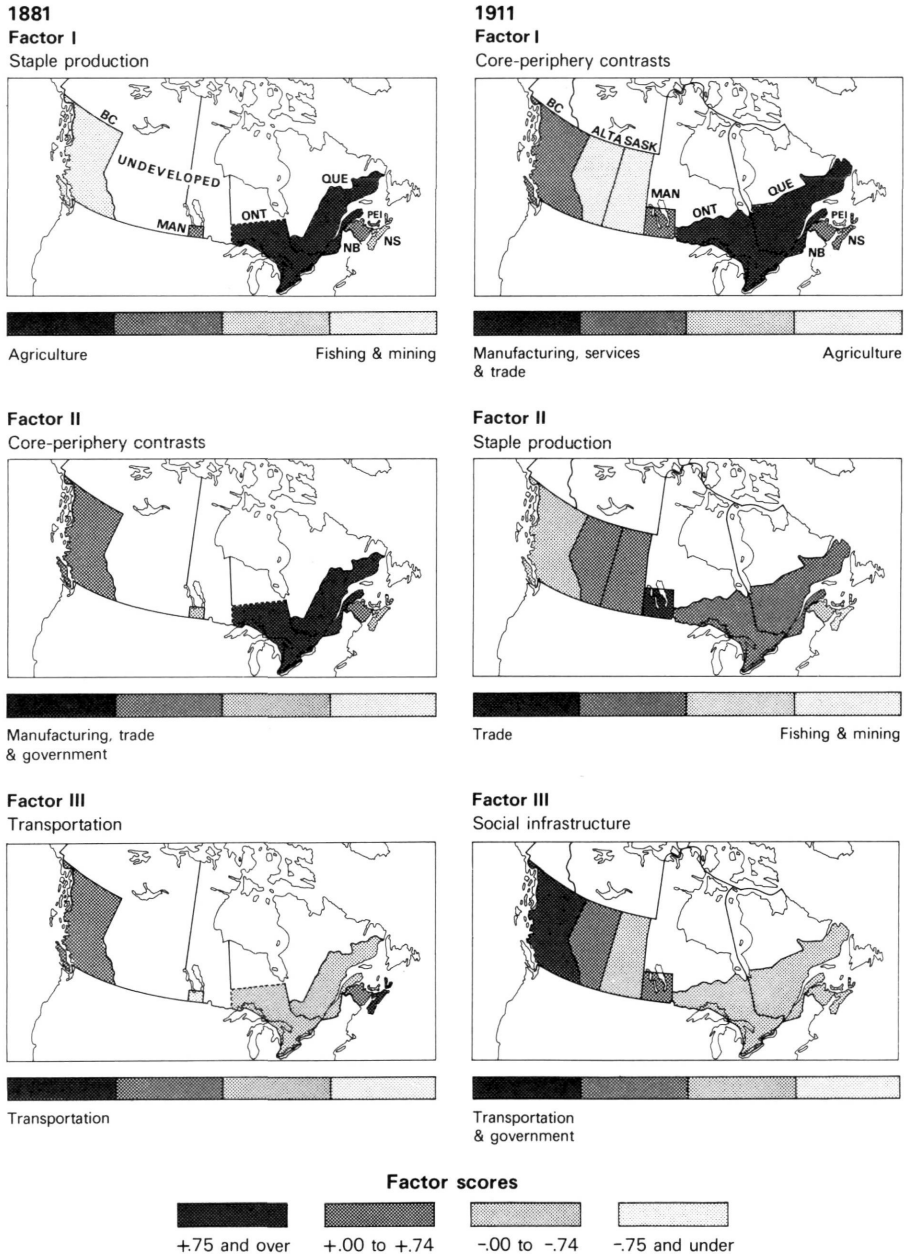 1881
Factor I
Staple production
BC
UNDEVELOPED
MAN
ONT
QUE
PEI
NB
NS
Agriculture
Fishing & mining
Factor II
Core-periphery contrasts
Manufacturing, trade
& government
Factor III
Transportation
Transportation
1911
Factor I
Core-periphery contrasts
BC
ALTA
SASK
MAN
ONT
QUE
PEI
NB
NS
Manufacturing, services
& trade
Agriculture
Factor II
Staple production
Trade
Fishing & mining
Factor III
Social infrastructure
Transportation
& government
Factor scores
+.75 and over
+.00 to +.74
-.00 to -.74
-.75 and under